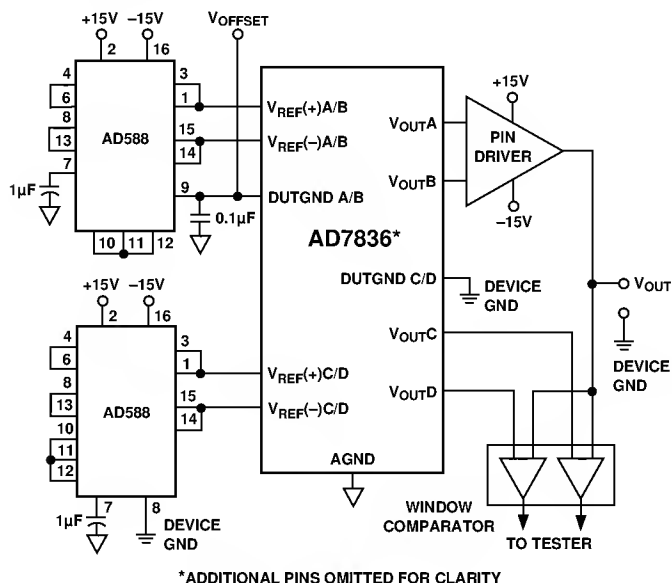 +15V –15V VOFFSET
2 16
4 3
6 1 VREF(+)A/B
8 AD588 15 VREF(–)A/B
13 14
7 9 DUTGND A/B
1µF 0.1µF
10 11 12
AD7836*
VOUTA
VOUTB
+15V
PIN
DRIVER
–15V
DUTGND C/D
DEVICE
GND
VOUT
DEVICE
GND
+15V –15V
2 16
4 3
6 1 VREF(+)C/D
8 AD588 15 VREF(–)C/D
13 14
10
11
12
7 8
1µF DEVICE
GND
VOUTC
VOUTD
AGND
WINDOW
COMPARATOR
TO TESTER
*ADDITIONAL PINS OMITTED FOR CLARITY